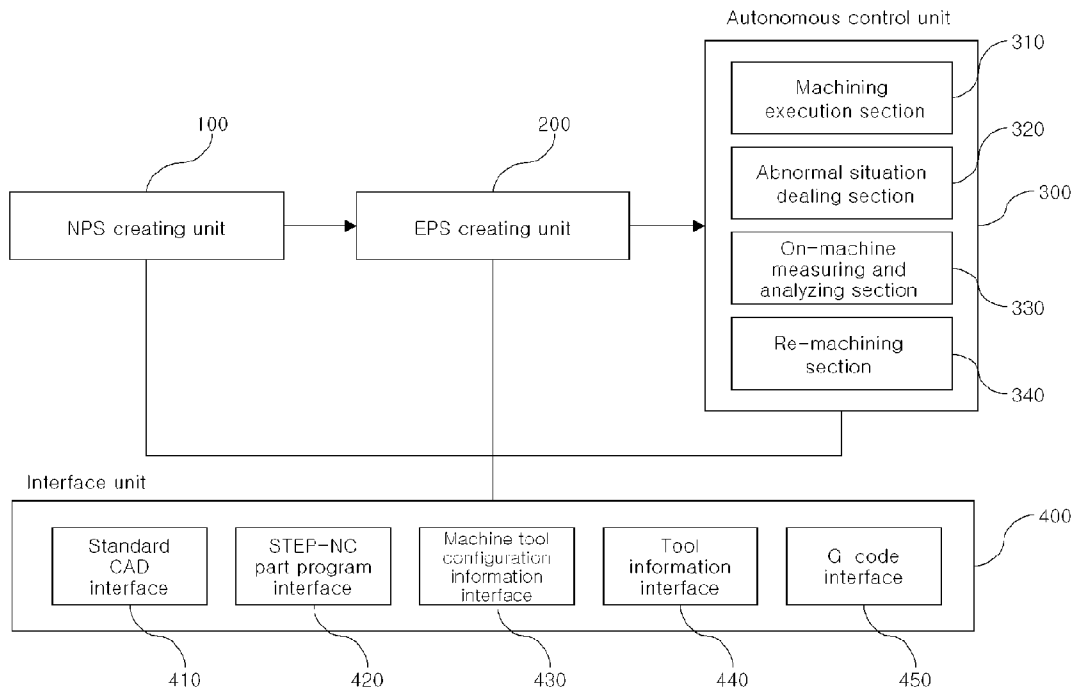 Autonomous control unit
310
Machining
execution section
320
Abnormal situation
dealing section
300
On-machine
measuring and
analyzing section
330
Re-machining
section
340
100
NPS creating unit
200
EPS creating unit
Interface unit
400
Standard
CAD
interface
410
STEP-NC
part program
interface
420
Machine tool
configuration
information
interface
430
Tool
information
interface
440
G code
interface
450